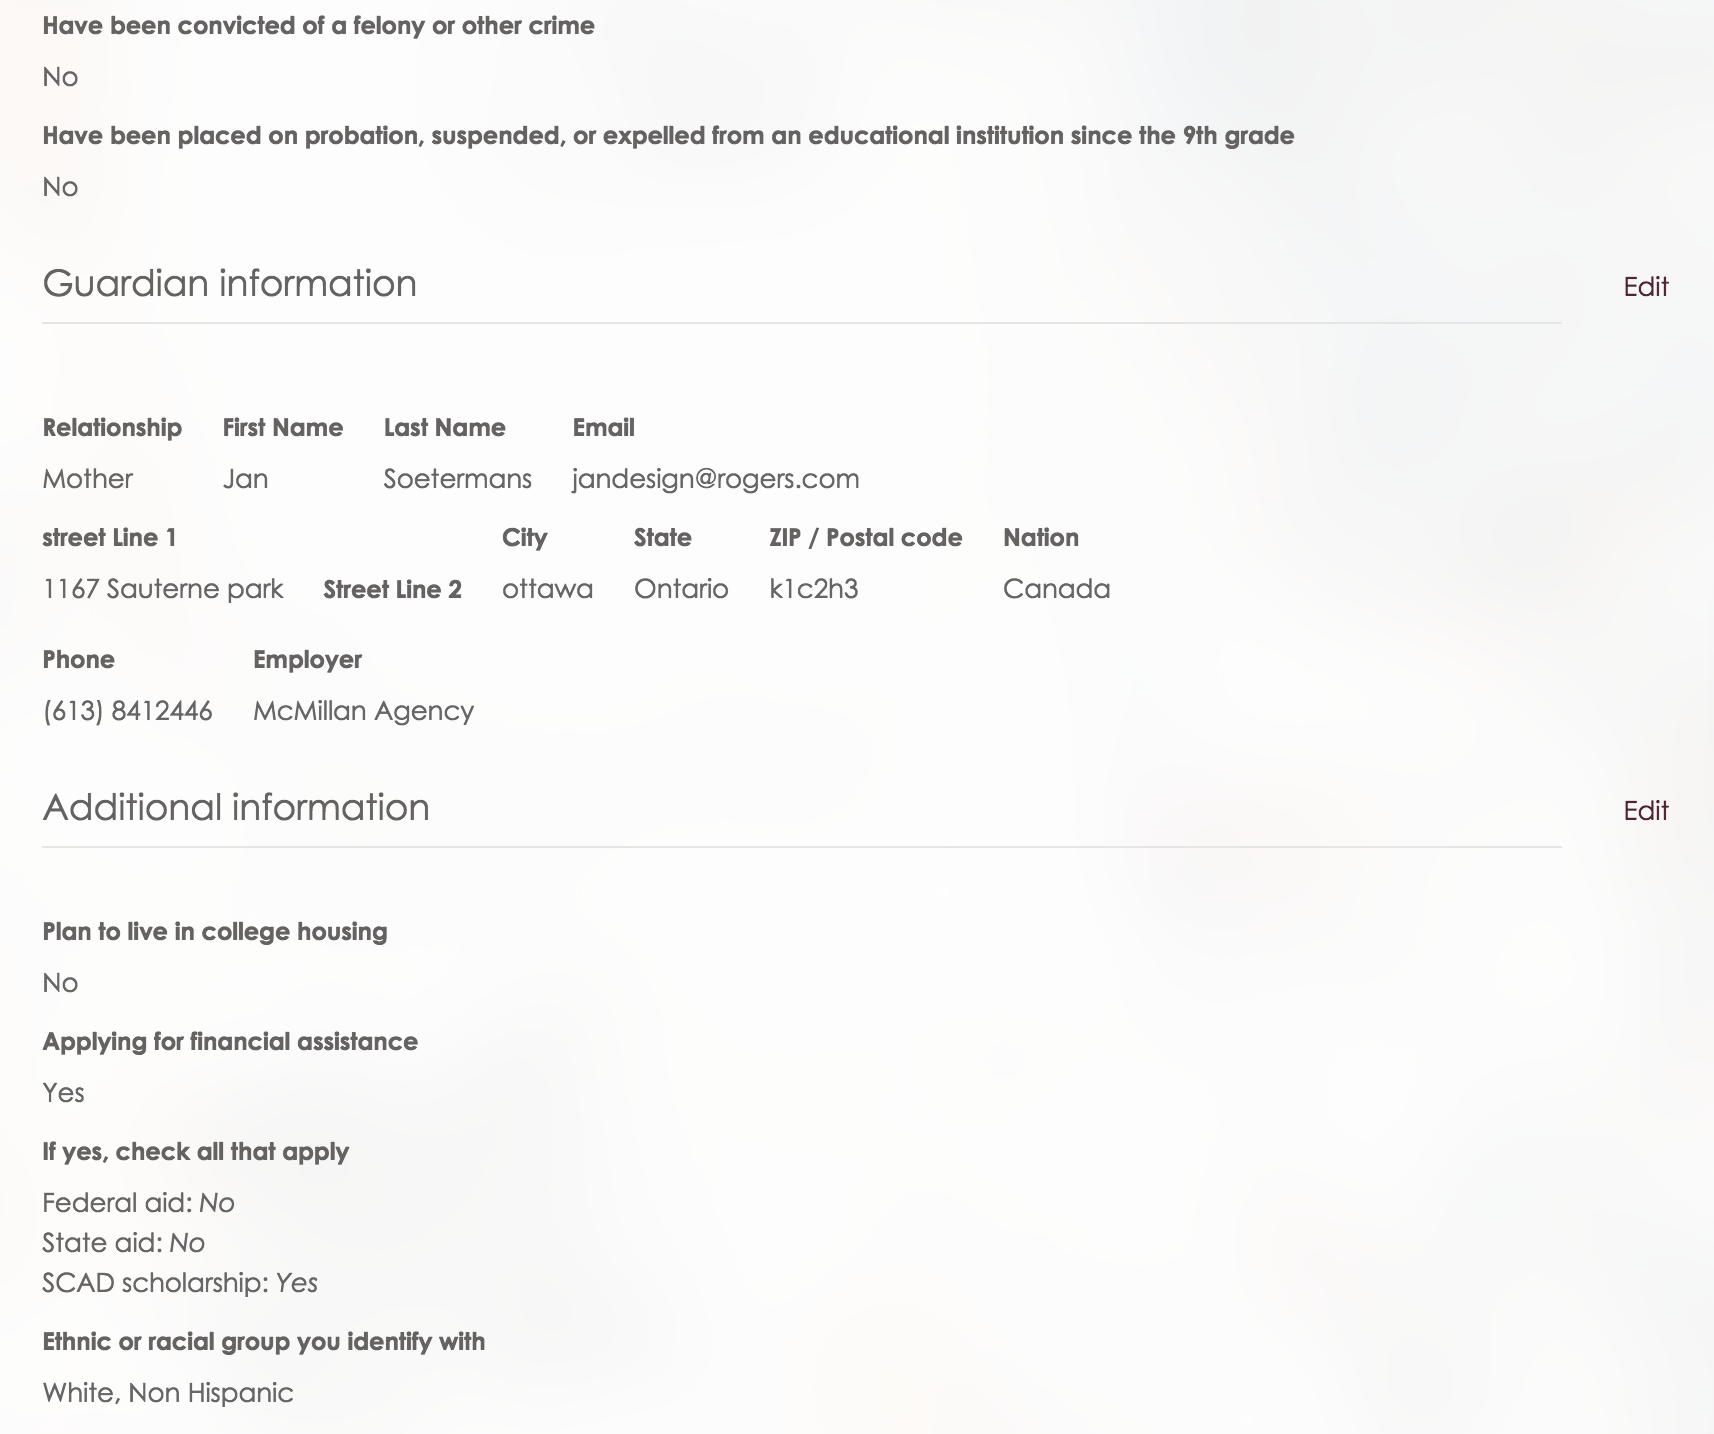 Have been convicted of a felony or other crime
No
Have been placed on probation, suspended, or expelled from an educational institution since the 9th grade
No
Guardian information Edit
Relationship First Name Last Name Email
Mother Jan Soetermans jandesign@rogers.com
street Line 1 City State ZIP / Postal code Nation
1167 Sauterne park Street Line 2 ottawa Ontario k1c2h3 Canada
Phone Employer
(613) 8412446 McMillan Agency
Additional information Edit
Plan to live in college housing
No
Applying for financial assistance
Yes
If yes, check all that apply
Federal aid: No
State aid: No
SCAD scholarship: Yes
Ethnic or racial group you identify with
White, Non Hispanic